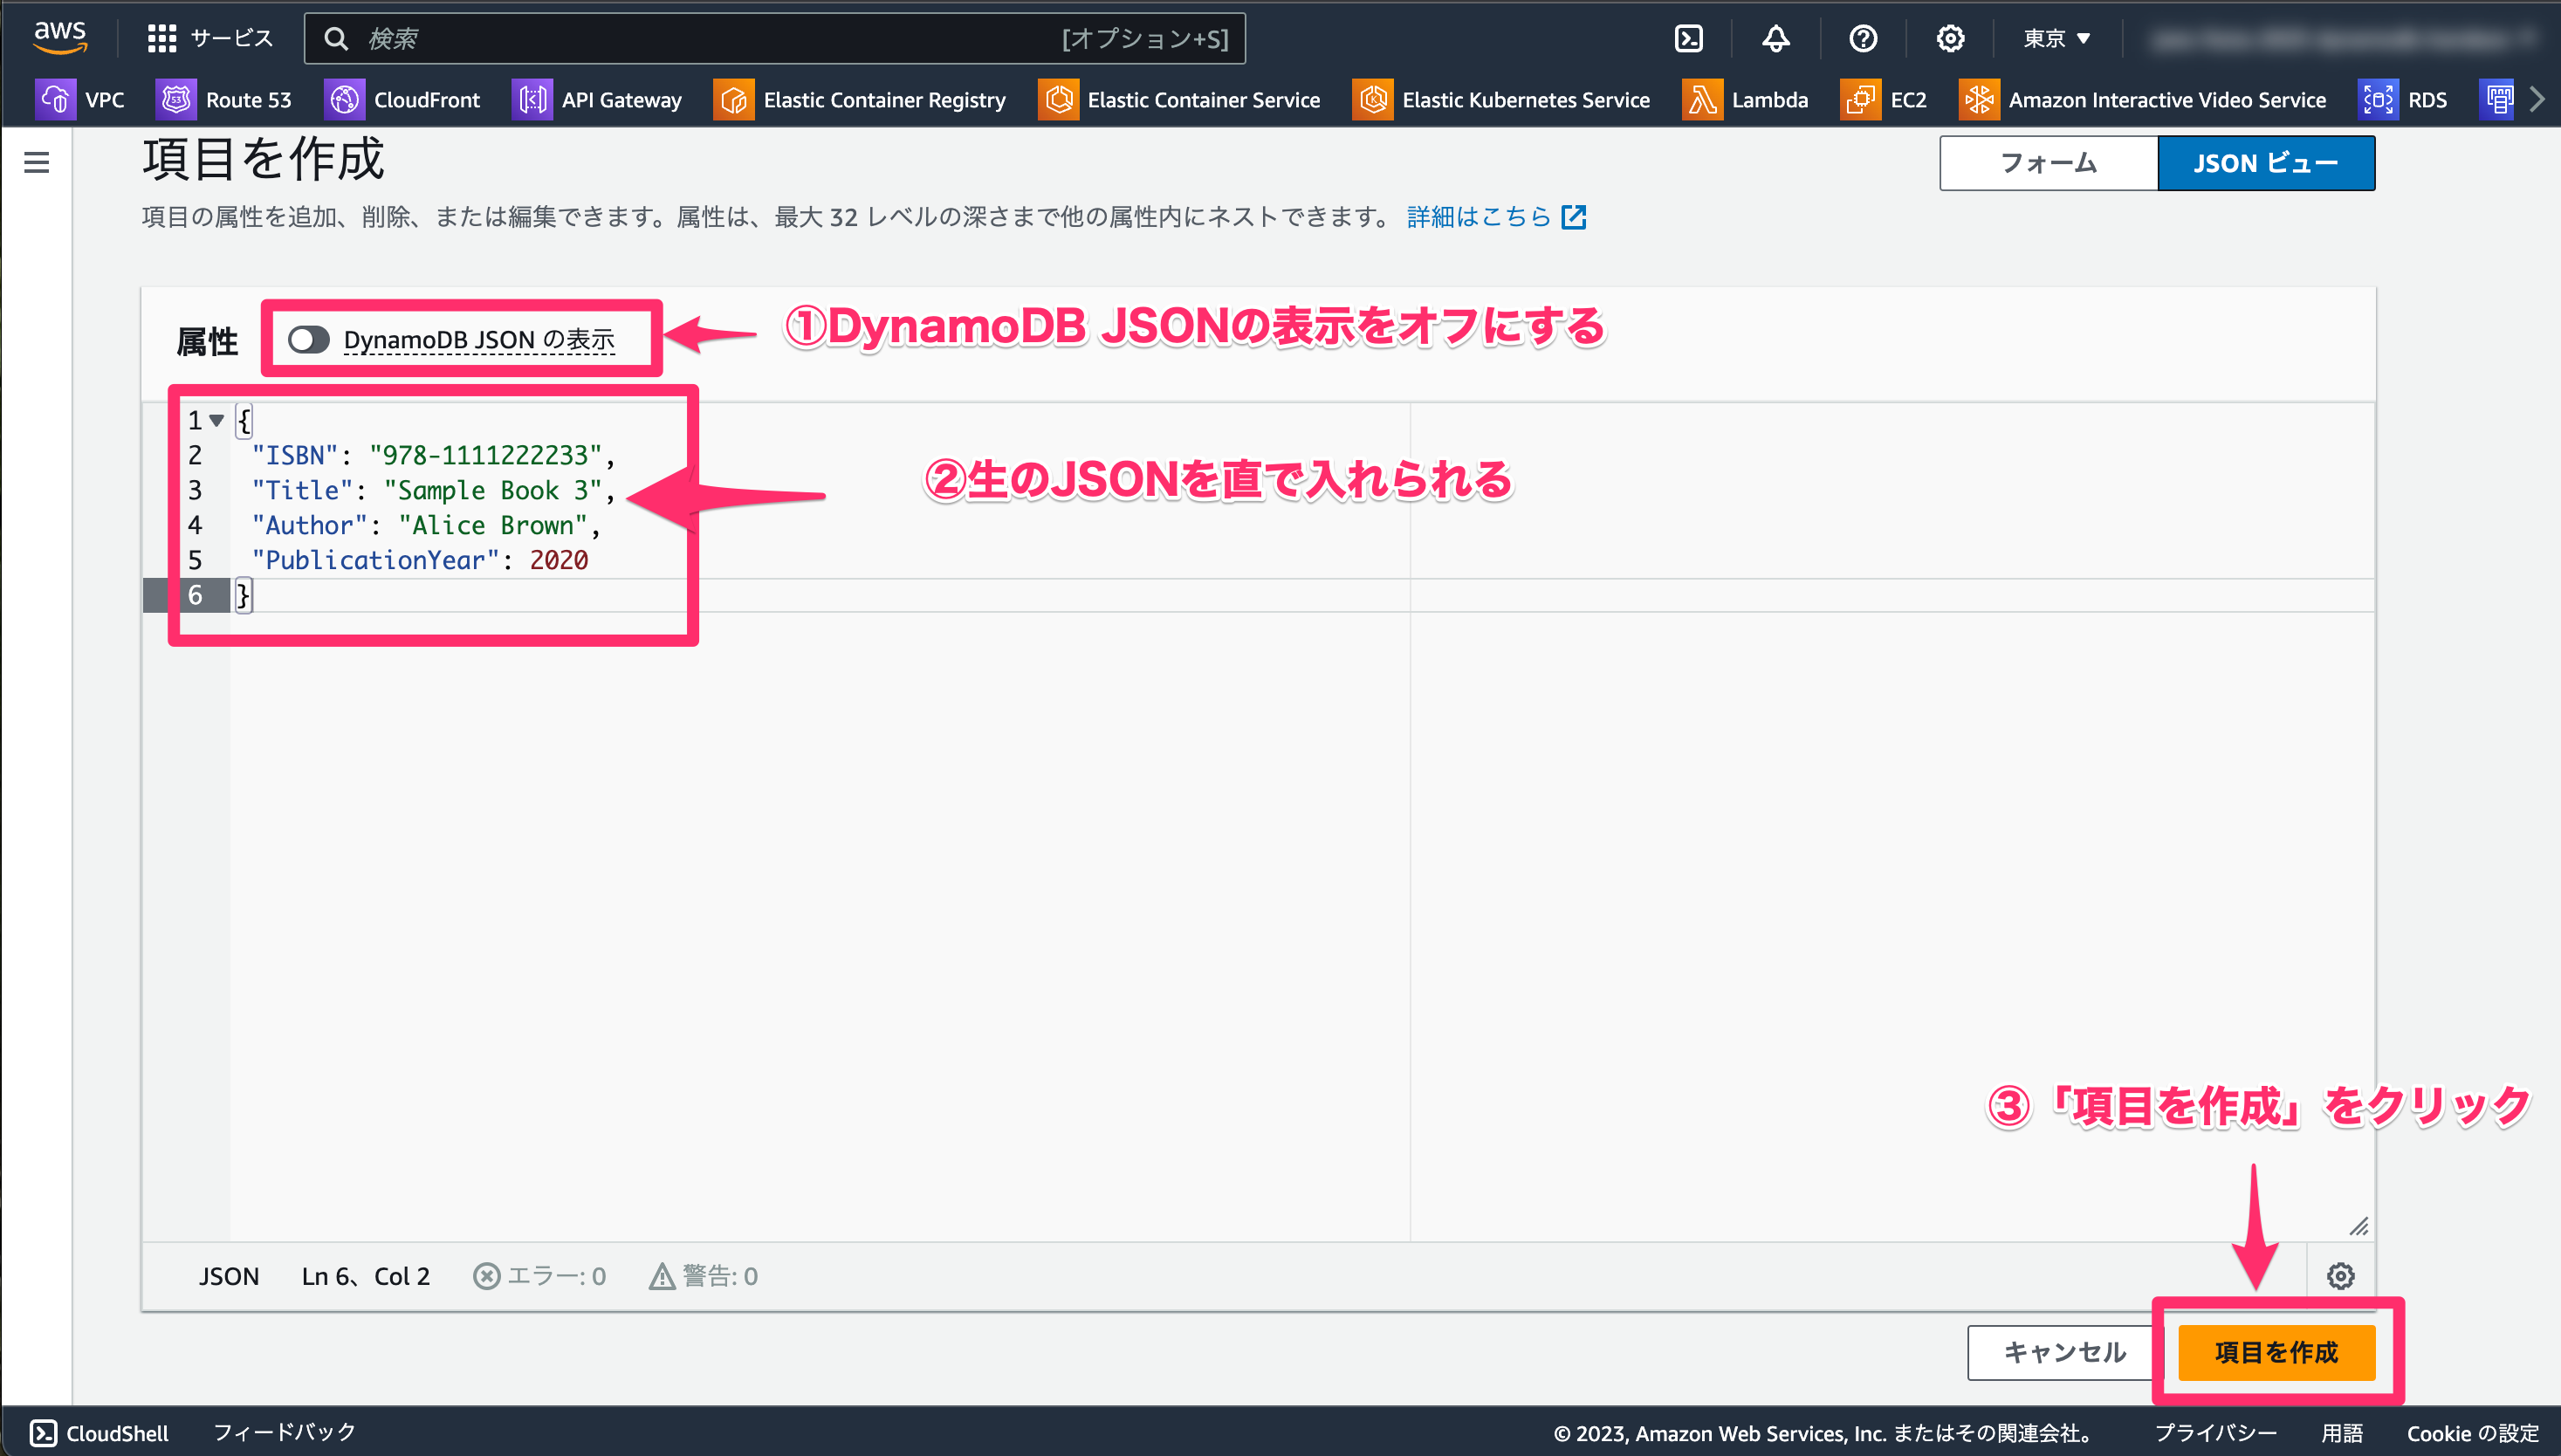 aws
サービス
検索
[オプション+S]
東京
VPC
Route 53
CloudFront
API Gateway
Elastic Container Registry
Elastic Container Service
Elastic Kubernetes Service
Lambda
EC2
Amazon Interactive Video Service
RDS
項目を作成
フォーム
JSON ビュー
項目の属性を追加、削除、または編集できます。属性は、最大 32 レベルの深さまで他の属性内にネストできます。 詳細はこちら
属性
DynamoDB JSON の表示
①DynamoDB JSONの表示をオフにする
1 {
2 "ISBN": "978-1111222233",
3 "Title": "Sample Book 3",
4 "Author": "Alice Brown",
5 "PublicationYear": 2020
6 }
②生のJSONを直で入れられる
③「項目を作成」をクリック
JSON
Ln 6、Col 2
エラー: 0
警告: 0
キャンセル
項目を作成
CloudShell
フィードバック
© 2023, Amazon Web Services, Inc. またはその関連会社。
プライバシー
用語
Cookie の設定